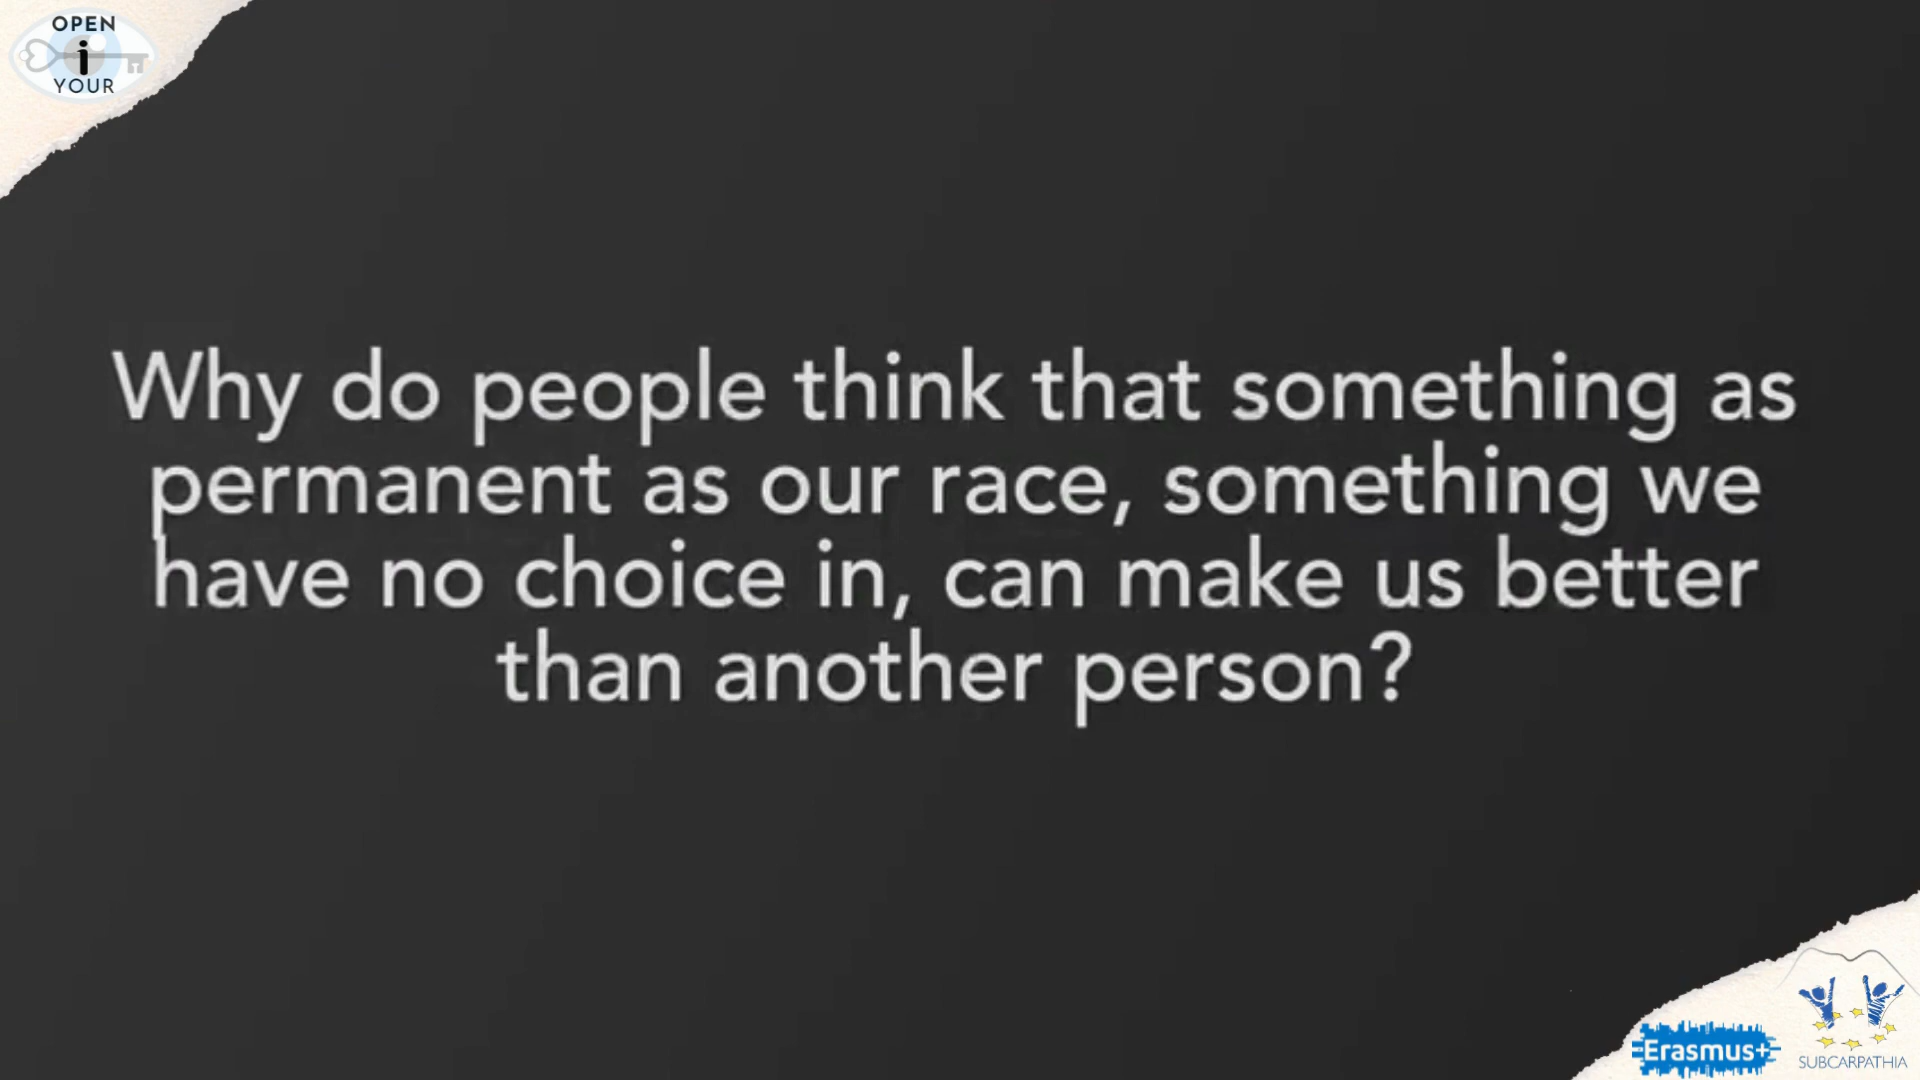 OPEN
i
YOUR
Why do people think that something as
permanent as our race, something we
have no choice in, can make us better
than another person?
Erasmus+
SUBCARPATHIA